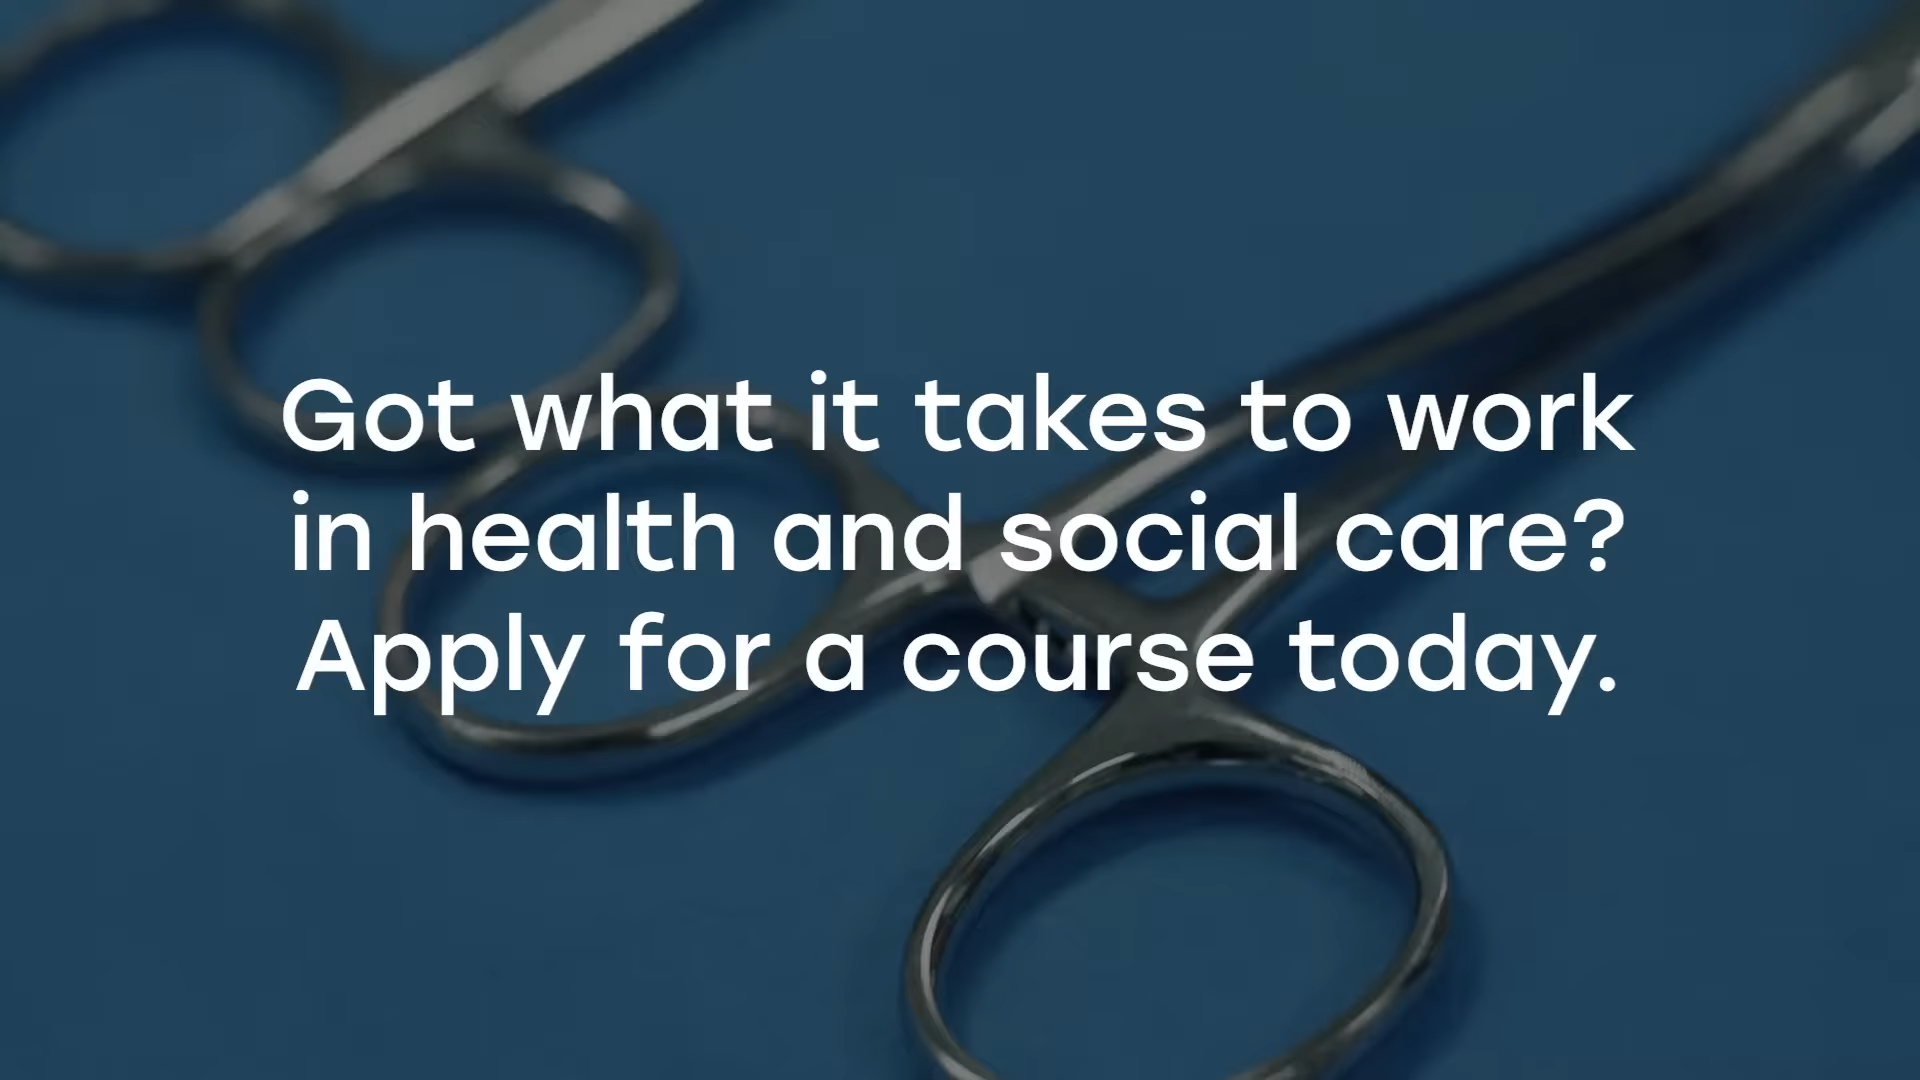 Got what it takes to work
in health and social care?
Apply for a course today.